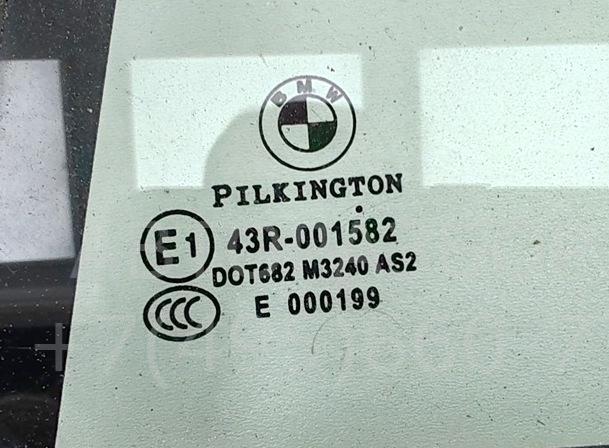 BMW
PILKINGTON
E1 43R-001582
DOT682 M3240 AS2
CCC E 000199